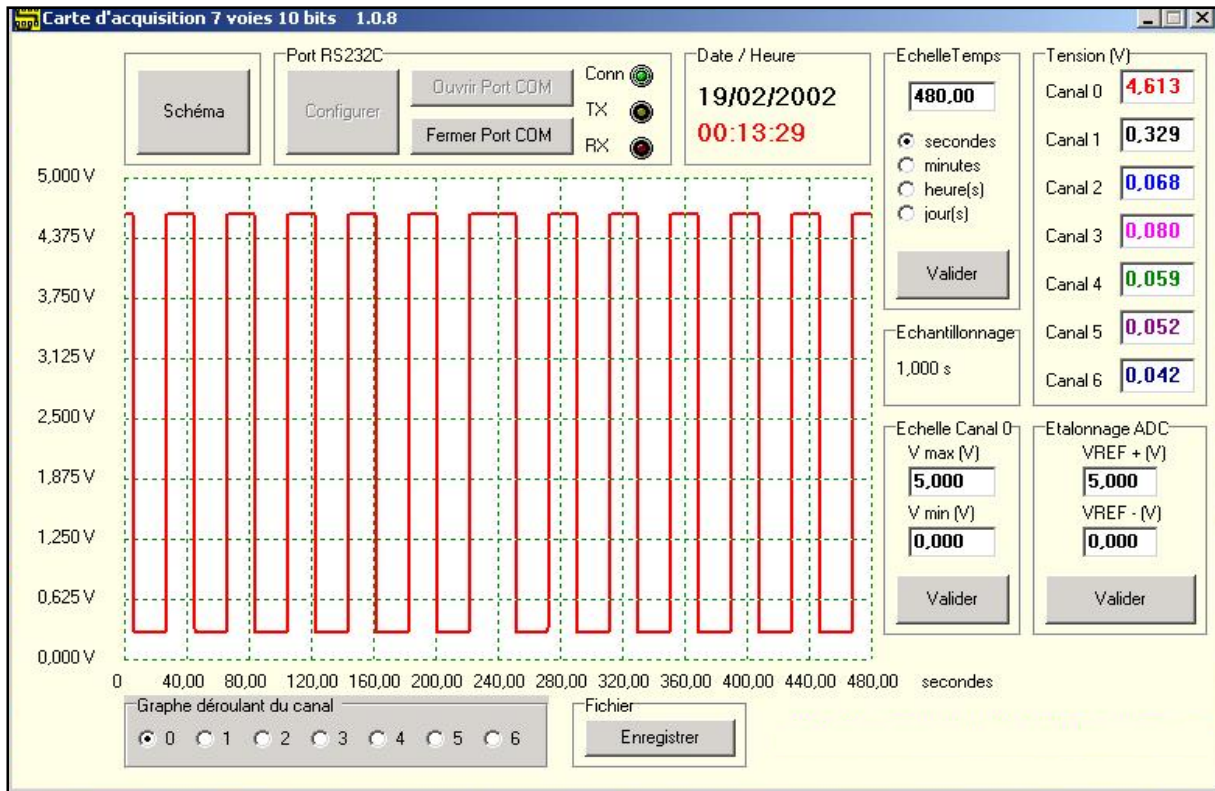 Carte d'acquisition 7 voies 10 bits 1.0.8
Schéma
Port RS232C
Configurer
Ouvrir Port COM
Fermer Port COM
Conn
TX
RX
Date / Heure
19/02/2002
00:13:29
EchelleTemps
480,00
secondes
minutes
heure(s)
jour(s)
Valider
Tension (V)
Canal 0 4,613
Canal 1 0,329
Canal 2 0,068
Canal 3 0,080
Canal 4 0,059
Canal 5 0,052
Canal 6 0,042
5,000 V
4,375 V
3,750 V
3,125 V
2,500 V
1,875 V
1,250 V
0,625 V
0,000 V
0 40,00 80,00 120,00 160,00 200,00 240,00 280,00 320,00 360,00 400,00 440,00 480,00 secondes
Echantillonnage
1,000 s
Echelle Canal 0
V max (V)
5,000
V min (V)
0,000
Valider
Etalonnage ADC
VREF + (V)
5,000
VREF - (V)
0,000
Valider
Graphe déroulant du canal
0 1 2 3 4 5 6
Fichier
Enregistrer